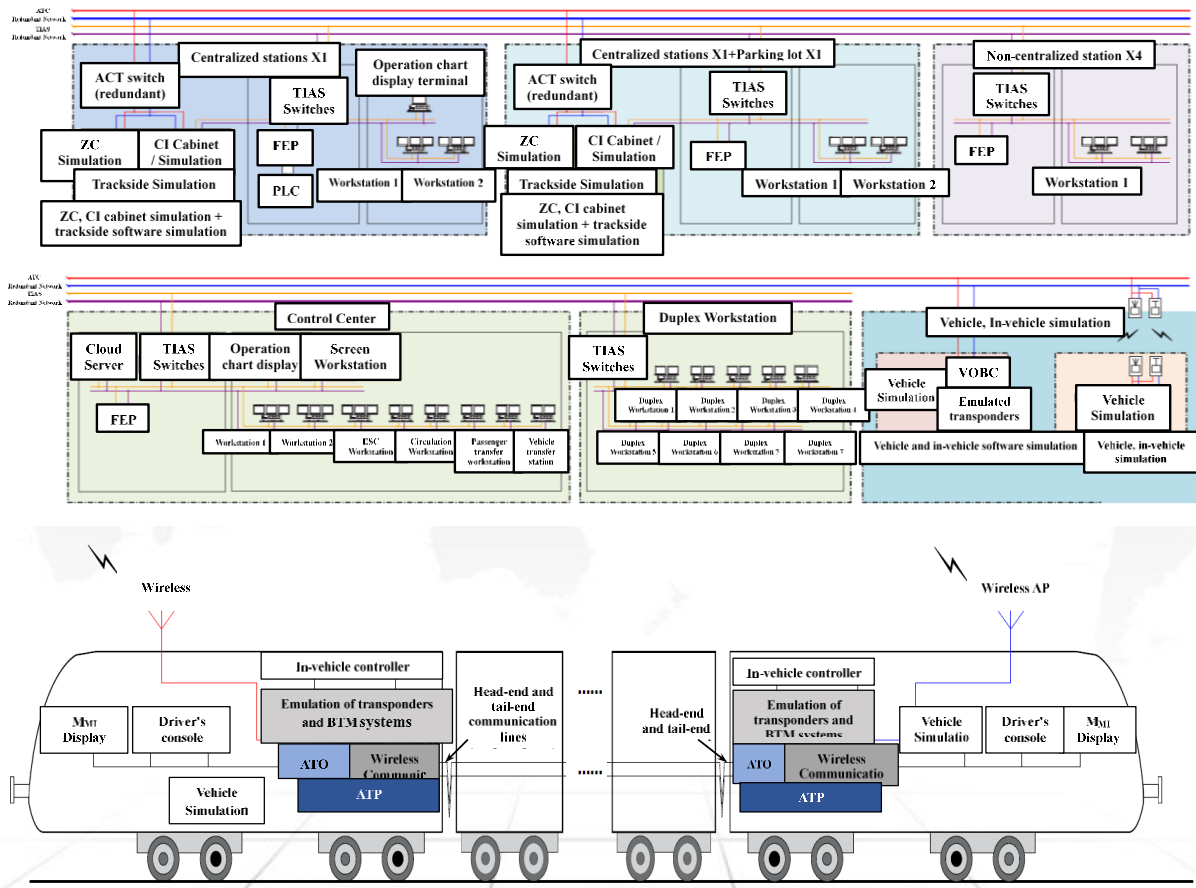 ATC
Redundant Network
TIAS
Redundant Network
Centralized stations X1
ACT switch
(redundant)
Operation chart
display terminal
TIAS
Switches
ZC
Simulation
CI Cabinet
/ Simulation
FEP
Trackside Simulation
PLC
Workstation 1
Workstation 2
ZC, CI cabinet simulation +
trackside software simulation
Centralized stations X1+Parking lot X1
ACT switch
(redundant)
TIAS
Switches
ZC
Simulation
CI Cabinet /
Simulation
FEP
Trackside Simulation
Workstation 1
Workstation 2
ZC, CI cabinet
simulation + trackside
software simulation
Non-centralized station X4
TIAS
Switches
FEP
Workstation 1
ATC
Redundant Network
TIAS
Redundant Network
Control Center
Cloud
Server
TIAS
Switches
Operation
chart display
Screen
Workstation
FEP
Workstation 1
Workstation 2
ESC
Workstation
Circulation
Workstation
Passenger
transfer
workstation
Vehicle
transfer
station
Duplex Workstation
TIAS
Switches
Duplex
Workstation 1
Duplex
Workstation 2
Duplex
Workstation 3
Duplex
Workstation 4
Duplex
Workstation 5
Duplex
Workstation 6
Duplex
Workstation 7
Duplex
Workstation 7
Vehicle, In-vehicle simulation
Vehicle
Simulation
VOBC
Emulated
transponders
Vehicle
Simulation
Vehicle and in-vehicle software simulation
Vehicle, in-vehicle
simulation
Wireless
Wireless AP
In-vehicle controller
Emulation of transponders
and BTM systems
MMI
Display
Driver's
console
ATO
Wireless
Communic
ATP
Vehicle
Simulation
Head-end and
tail-end
communication
lines
......
......
Head-end
and tail-end
In-vehicle controller
Emulation of
transponders and
BTM systems
ATO
Wireless
Communicatio
ATP
Vehicle
Simulatio
Driver's
console
MMI
Display